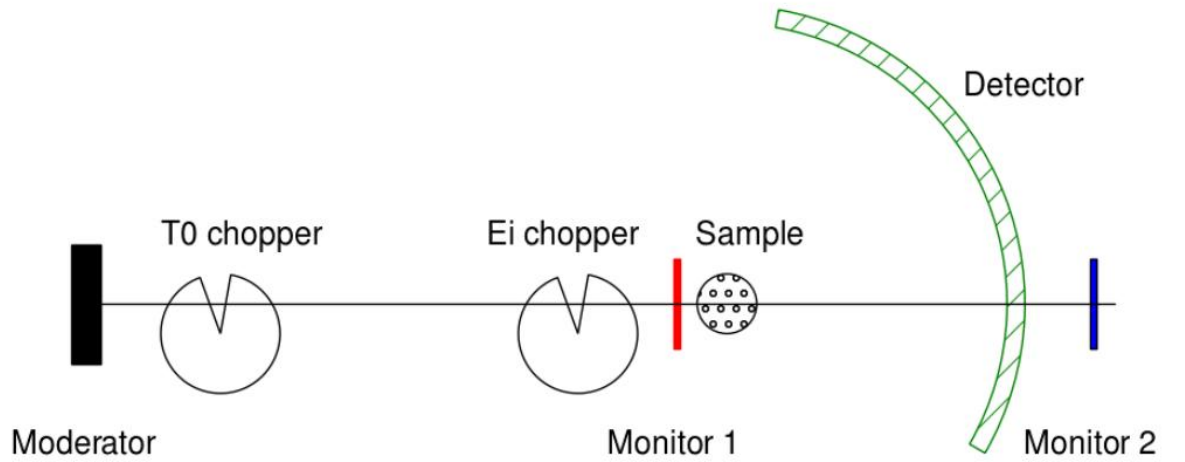 Detector
T0 chopper
Ei chopper
Sample
Moderator
Monitor 1
Monitor 2